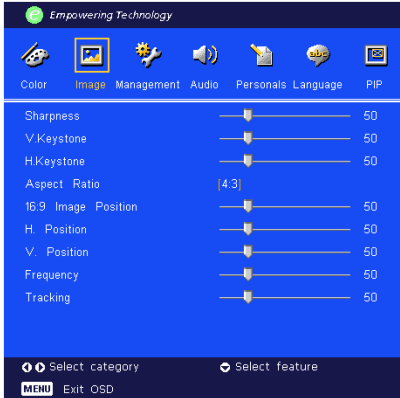 Empowering Technology
Color Image Management Audio Personals Language PIP
Sharpness 50
V.Keystone 50
H.Keystone 50
Aspect Ratio [4:3]
16:9 Image Position 50
H. Position 50
V. Position 50
Frequency 50
Tracking 50
Select category Select feature
MENU Exit OSD